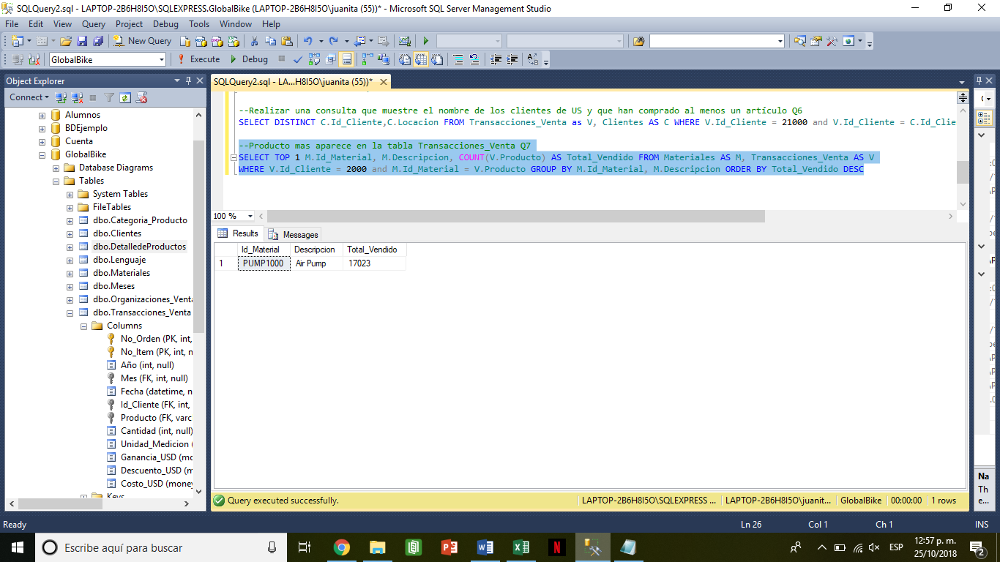 SQLQuery2.sql - LAPTOP-2B6H8I5O\SQLEXPRESS.GlobalBike (LAPTOP-2B6H8I5O\juanita (55))* - Microsoft SQL Server Management Studio
File Edit View Query Project Debug Tools Window Help
New Query
GlobalBike Execute Debug
Object Explorer
Connect
Alumnos
BDEjemplo
Cuenta
GlobalBike
Database Diagrams
Tables
System Tables
FileTables
dbo.Categoria_Producto
dbo.Clientes
dbo.DetalledeProductos
dbo.Lenguaje
dbo.Materiales
dbo.Meses
dbo.Organizaciones_Venta
dbo.Transacciones_Venta
Columns
No_Orden (PK, int,
No_Item (PK, int, n
Año (int, null)
Mes (FK, int, null)
Fecha (datetime, n
Id_Cliente (FK, int,
Producto (FK, varc
Cantidad (int, null)
Unidad_Medicion (
Ganancia_USD (mo
Descuento_USD (m
Costo_USD (money
Keys
SQLQuery2.sql - LA...H8I5O\juanita (55))*
--Realizar una consulta que muestre el nombre de los clientes de US y que han comprado al menos un artículo Q6
SELECT DISTINCT C.Id_Cliente,C.Locacion FROM Transacciones_Venta as V, Clientes AS C WHERE V.Id_Cliente = 21000 and V.Id_Cliente = C.Id_Clie
--Producto mas aparece en la tabla Transacciones_Venta Q7
SELECT TOP 1 M.Id_Material, M.Descripcion, COUNT(V.Producto) AS Total_Vendido FROM Materiales AS M, Transacciones_Venta AS V
WHERE V.Id_Cliente = 2000 and M.Id_Material = V.Producto GROUP BY M.Id_Material, M.Descripcion ORDER BY Total_Vendido DESC
100 %
Results Messages
Id_Material Descripcion Total_Vendido
1 PUMP1000 Air Pump 17023
Query executed successfully. LAPTOP-2B6H8I5O\SQLEXPRESS ... LAPTOP-2B6H8I5O\juanit... GlobalBike 00:00:00 1 rows
Na
Th
e...
Ready Ln 26 Col 1 Ch 1 INS
Escribe aquí para buscar
ESP
12:57 p. m.
25/10/2018
2